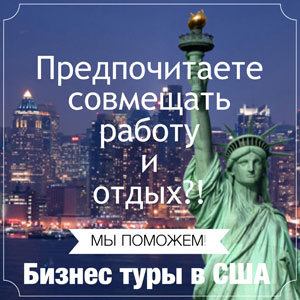 Предпочитаете
совмещать
работу
и
отдых?!
МЫ ПОМОЖЕМ!
Бизнес туры в США